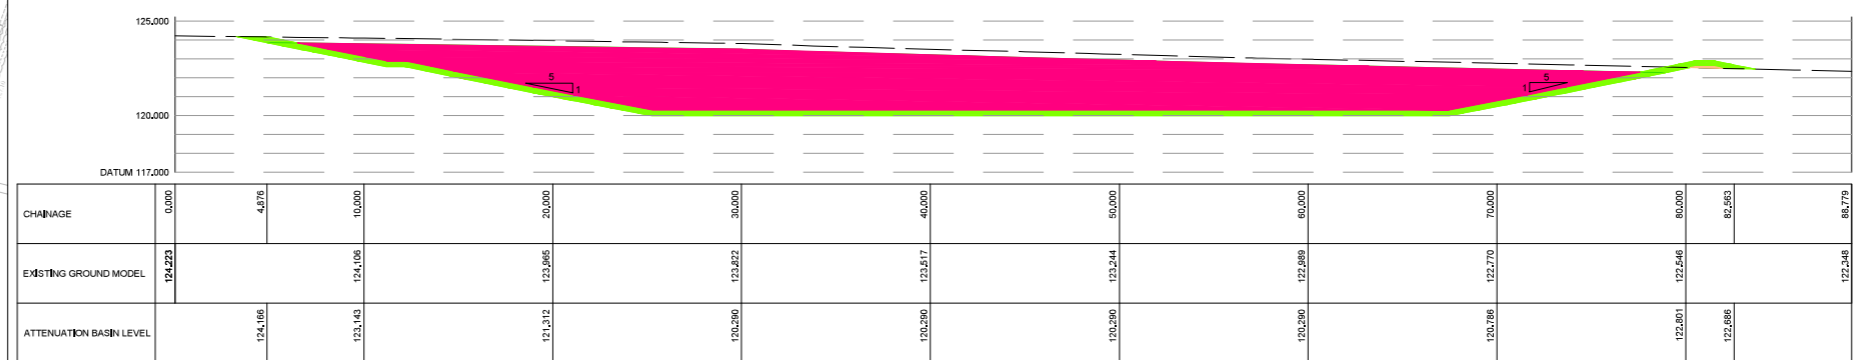 125.000
5
1
5
1
120.000
DATUM 117.000
CHAINAGE 0.000 4.876 10.000 20.000 30.000 40.000 50.000 60.000 70.000 80.000 82.563 88.779
EXISTING GROUND MODEL 124.223 124.106 123.965 123.822 123.517 123.244 122.989 122.770 122.546 122.348
ATTENUATION BASIN LEVEL 124.166 123.143 121.312 120.290 120.290 120.290 120.290 120.786 122.801 122.686